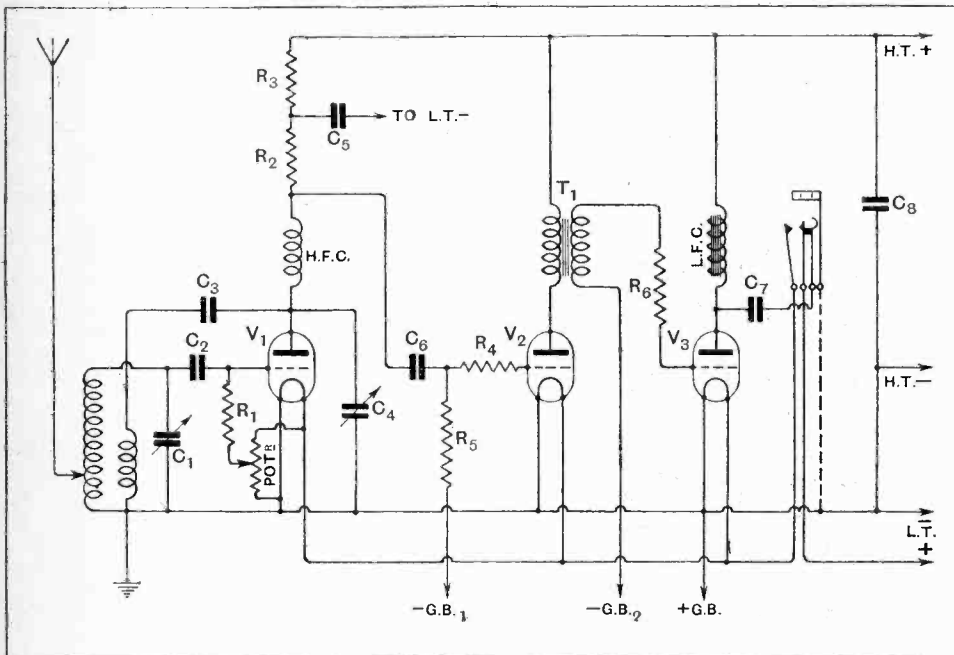 H.T. +
R3
C5
TO L.T.-
R2
T1
C8
H.F.C.
L.F.C.
C3
C7
R6
V1
C2
C6
V2
V3
R4
H.T.-
R1
C4
C1
POTR
R5
L.T.
-
+
-G.B.1
-G.B.2
+G.B.